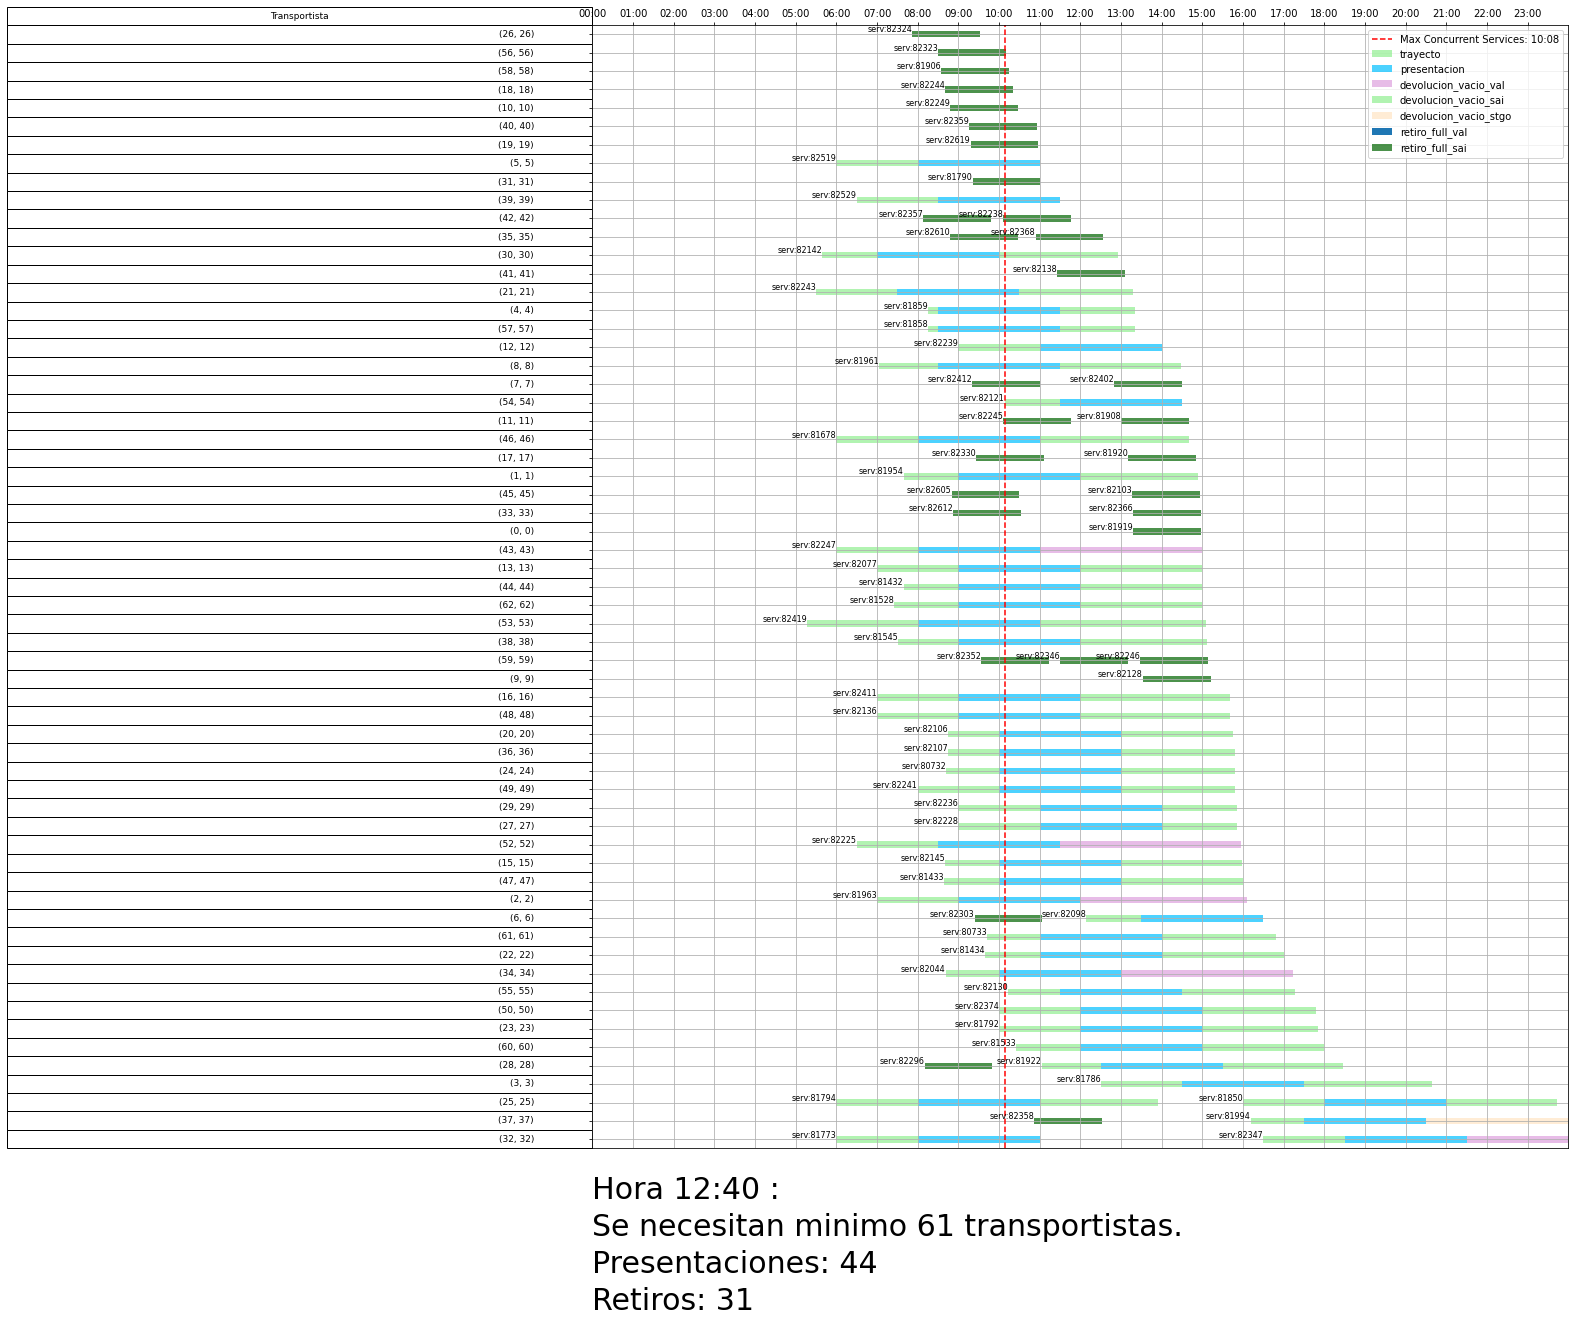 Transportista
00:00 01:00 02:00 03:00 04:00 05:00 06:00 07:00 08:00 09:00 10:00 11:00 12:00 13:00 14:00 15:00 16:00 17:00 18:00 19:00 20:00 21:00 22:00 23:00
Max Concurrent Services: 10:08
trayecto
presentacion
devolucion_vacio_val
devolucion_vacio_sai
devolucion_vacio_stgo
retiro_full_val
retiro_full_sai
(26, 26) serv:82324
(56, 56) serv:82323
(58, 58) serv:81906
(18, 18) serv:82244
(10, 10) serv:82249
(40, 40) serv:82359
(19, 19) serv:82619
(5, 5) serv:82519
(31, 31) serv:81790
(39, 39) serv:82529
(42, 42) serv:82357 serv:82238
(35, 35) serv:82610 serv:82368
(30, 30) serv:82142
(41, 41) serv:82138
(21, 21) serv:82243
(4, 4) serv:81859
(57, 57) serv:81858
(12, 12) serv:82239
(8, 8) serv:81961
(7, 7) serv:82412 serv:82402
(54, 54) serv:82121
(11, 11) serv:82245 serv:81908
(46, 46) serv:81678
(17, 17) serv:82330 serv:81920
(1, 1) serv:81954
(45, 45) serv:82605 serv:82103
(33, 33) serv:82612 serv:82366
(0, 0) serv:81919
(43, 43) serv:82247
(13, 13) serv:82077
(44, 44) serv:81432
(62, 62) serv:81528
(53, 53) serv:82419
(38, 38) serv:81545
(59, 59) serv:82352 serv:82346 serv:82246
(9, 9) serv:82128
(16, 16) serv:82411
(48, 48) serv:82136
(20, 20) serv:82106
(36, 36) serv:82107
(24, 24) serv:80732
(49, 49) serv:82241
(29, 29) serv:82236
(27, 27) serv:82228
(52, 52) serv:82225
(15, 15) serv:82145
(47, 47) serv:81433
(2, 2) serv:81963
(6, 6) serv:82303 serv:82098
(61, 61) serv:80733
(22, 22) serv:81434
(34, 34) serv:82044
(55, 55) serv:82130
(50, 50) serv:82374
(23, 23) serv:81792
(60, 60) serv:81533
(28, 28) serv:82296 serv:81922
(3, 3) serv:81786
(25, 25) serv:81794 serv:81850
(37, 37) serv:82358 serv:81994
(32, 32) serv:81773 serv:82347
Hora 12:40 :
Se necesitan minimo 61 transportistas.
Presentaciones: 44
Retiros: 31